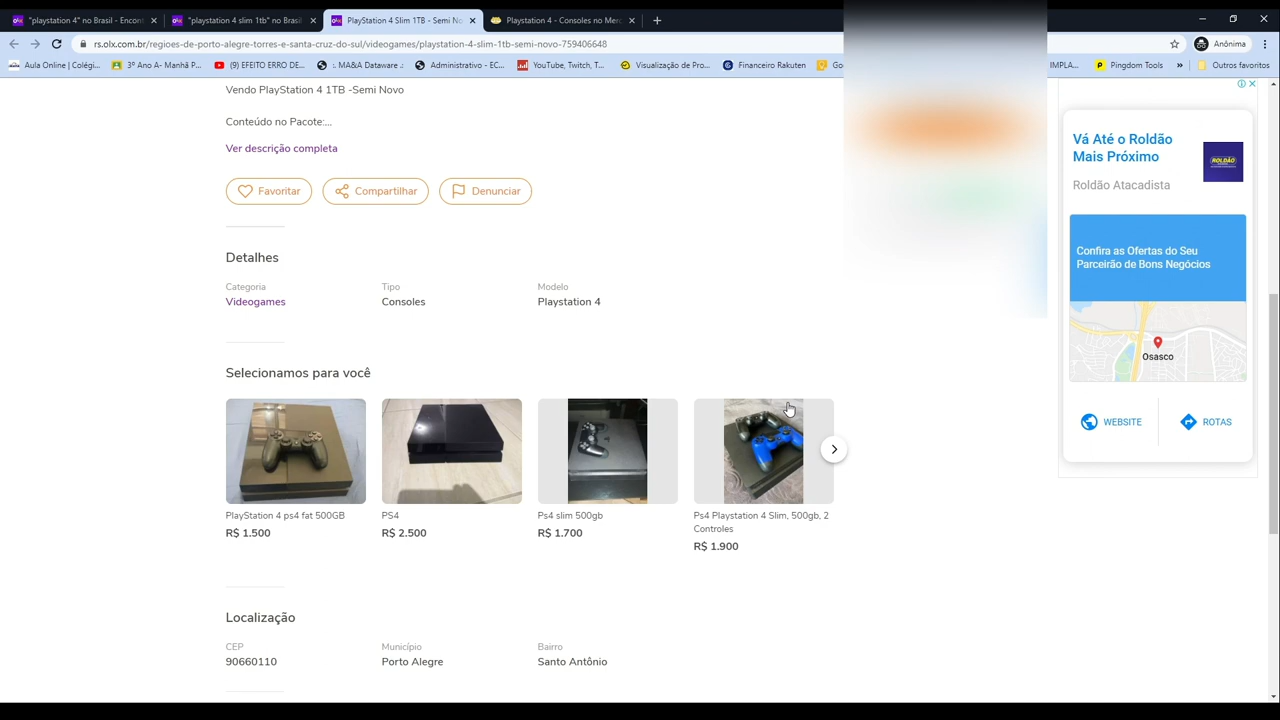 "playstation 4" no Brasil - Encont
"playstation 4 slim 1tb" no Brasil
PlayStation 4 Slim 1TB - Semi No
Playstation 4 - Consoles no Merc
rs.olx.com.br/regioes-de-porto-alegre-torres-e-santa-cruz-do-sul/videogames/playstation-4-slim-1tb-semi-novo-759406648
Anônima
Aula Online | Colégi...
3º Ano A- Manhã P...
(9) EFEITO ERRO DE...
:. MA&A Dataware .:
Administrativo - EC...
YouTube, Twitch, T...
Visualização de Pro...
Financeiro Rakuten
Go
IMPLA...
Pingdom Tools
»
Outros favoritos
Vendo PlayStation 4 1TB -Semi Novo
Conteúdo no Pacote:...
Ver descrição completa
Favoritar
Compartilhar
Denunciar
Detalhes
Categoria
Tipo
Modelo
Videogames
Consoles
Playstation 4
Selecionamos para você
PlayStation 4 ps4 fat 500GB
R$ 1.500
PS4
R$ 2.500
Ps4 slim 500gb
R$ 1.700
Ps4 Playstation 4 Slim, 500gb, 2
Controles
R$ 1.900
Localização
CEP
Município
Bairro
90660110
Porto Alegre
Santo Antônio
Vá Até o Roldão
Mais Próximo
Roldão Atacadista
ROLDÃO
Confira as Ofertas do Seu
Parceirão de Bons Negócios
Osasco
WEBSITE
ROTAS